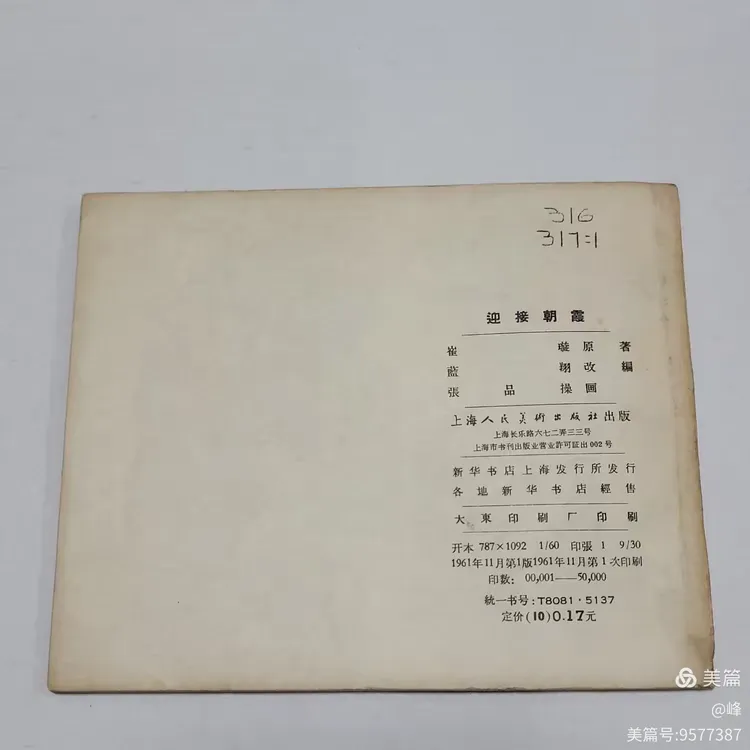 316
317:1
迎接朝霞
崔 璇原著
藍 翔改編
張品操画
上海人民美術出版社出版
上海长乐路六七二弄三三号
上海市书刊出版业营业許可証出002号
新华书店上海发行所发行
各地新华书店經售
大東印刷厂印刷
开本 787×1092 1/60 印張 1 9/30
1961年11月第1版1961年11月第1次印刷
印数：00,001——50,000
統一书号：T8081·5137
定价(10)0.17元
美篇
@峰
美篇号:9577387